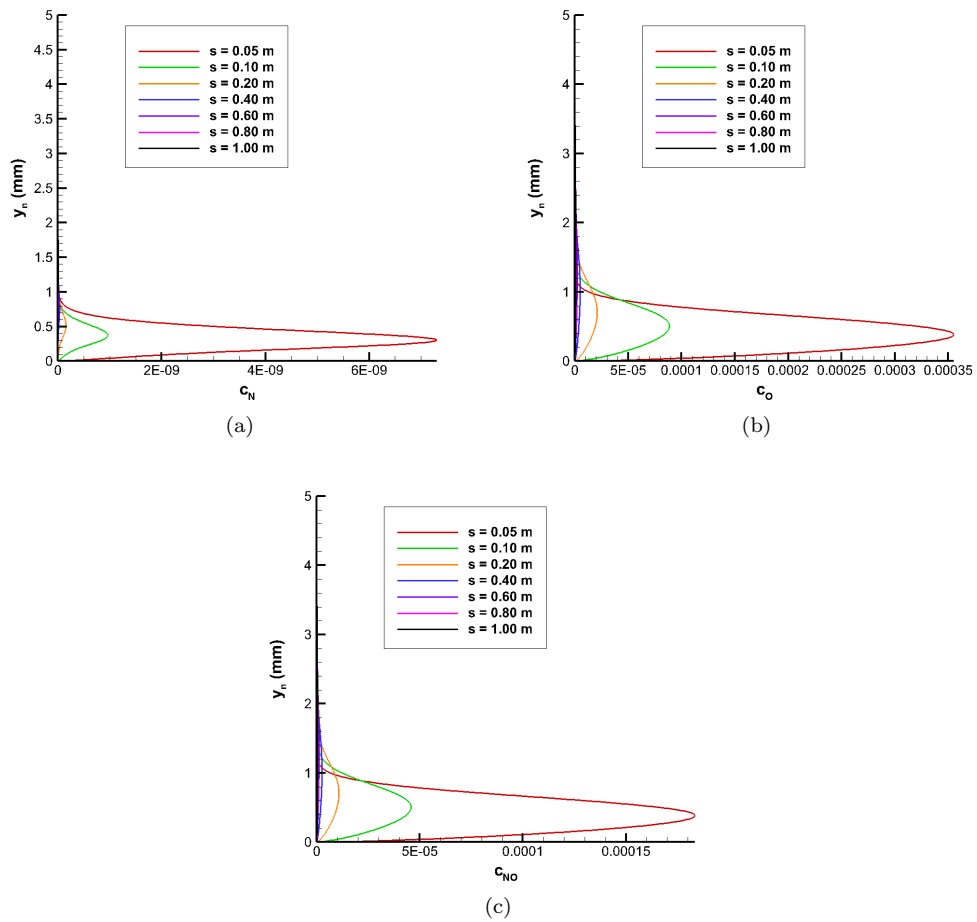 5
4.5
4
3.5
3
2.5
2
1.5
1
0.5
0
y_n (mm)
s = 0.05 m
s = 0.10 m
s = 0.20 m
s = 0.40 m
s = 0.60 m
s = 0.80 m
s = 1.00 m
2E-09 4E-09 6E-09
c_N
(a)
5
4
3
2
1
0
y_n (mm)
s = 0.05 m
s = 0.10 m
s = 0.20 m
s = 0.40 m
s = 0.60 m
s = 0.80 m
s = 1.00 m
5E-05 0.0001 0.00015 0.0002 0.00025 0.0003 0.00035
c_O
(b)
5
4
3
2
1
0
y_n (mm)
s = 0.05 m
s = 0.10 m
s = 0.20 m
s = 0.40 m
s = 0.60 m
s = 0.80 m
s = 1.00 m
0 5E-05 0.0001 0.00015
c_NO
(c)